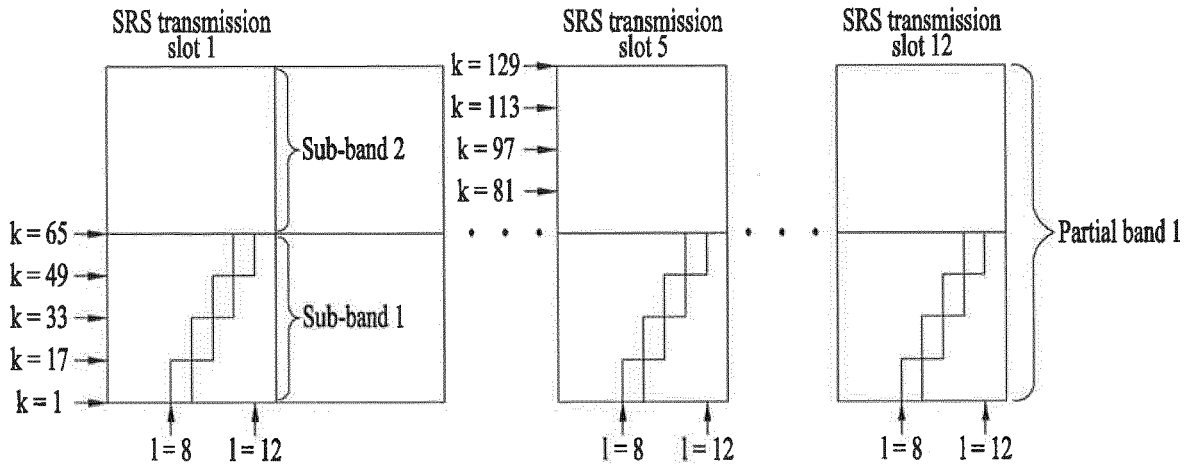 SRS transmission
slot 1
SRS transmission
slot 5
SRS transmission
slot 12
k = 129
k = 113
k = 97
k = 81
Sub-band 2
k = 65
k = 49
k = 33
k = 17
k = 1
Sub-band 1
Partial band 1
l = 8
l = 12
l = 8
l = 12
l = 8
l = 12